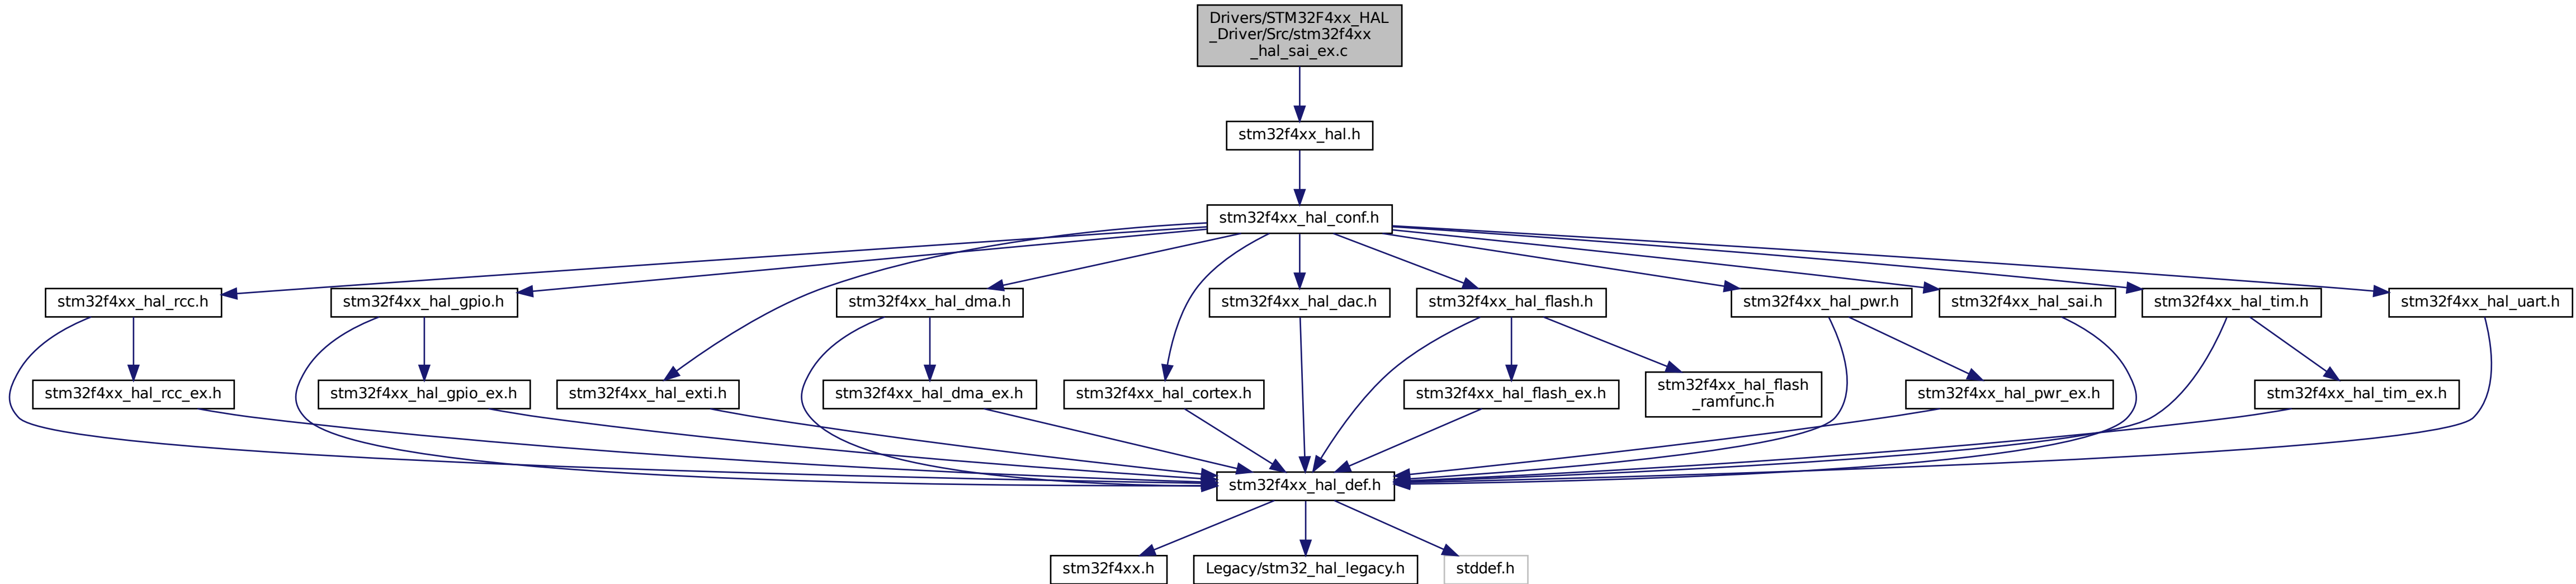 Drivers/STM32F4xx_HAL
_Driver/Src/stm32f4xx
_hal_sai_ex.c
stm32f4xx_hal.h
stm32f4xx_hal_conf.h
stm32f4xx_hal_rcc.h
stm32f4xx_hal_gpio.h
stm32f4xx_hal_dma.h
stm32f4xx_hal_dac.h
stm32f4xx_hal_flash.h
stm32f4xx_hal_pwr.h
stm32f4xx_hal_sai.h
stm32f4xx_hal_tim.h
stm32f4xx_hal_uart.h
stm32f4xx_hal_rcc_ex.h
stm32f4xx_hal_gpio_ex.h
stm32f4xx_hal_exti.h
stm32f4xx_hal_dma_ex.h
stm32f4xx_hal_cortex.h
stm32f4xx_hal_flash_ex.h
stm32f4xx_hal_flash
_ramfunc.h
stm32f4xx_hal_pwr_ex.h
stm32f4xx_hal_tim_ex.h
stm32f4xx_hal_def.h
stm32f4xx.h
Legacy/stm32_hal_legacy.h
stddef.h